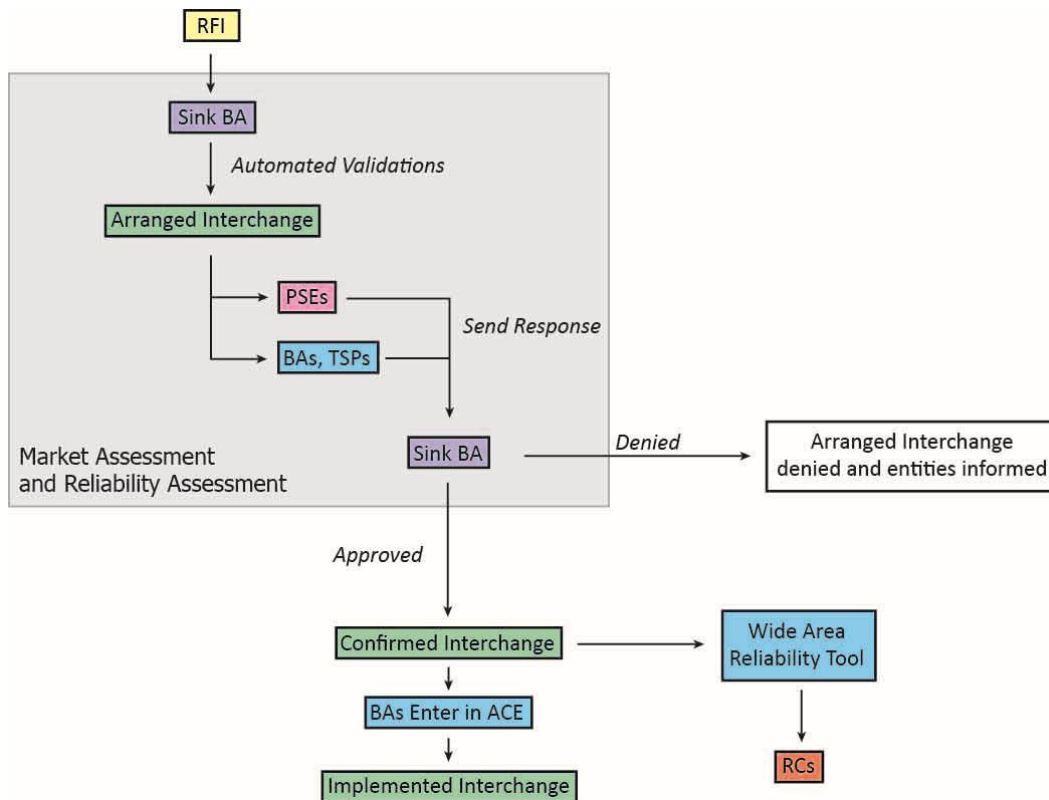 RFI
Sink BA
Automated Validations
Arranged Interchange
PSEs
Send Response
BAs, TSPs
Sink BA
Denied
Arranged Interchange
denied and entities informed
Market Assessment
and Reliability Assessment
Approved
Confirmed Interchange
Wide Area
Reliability Tool
BAs Enter in ACE
RCs
Implemented Interchange